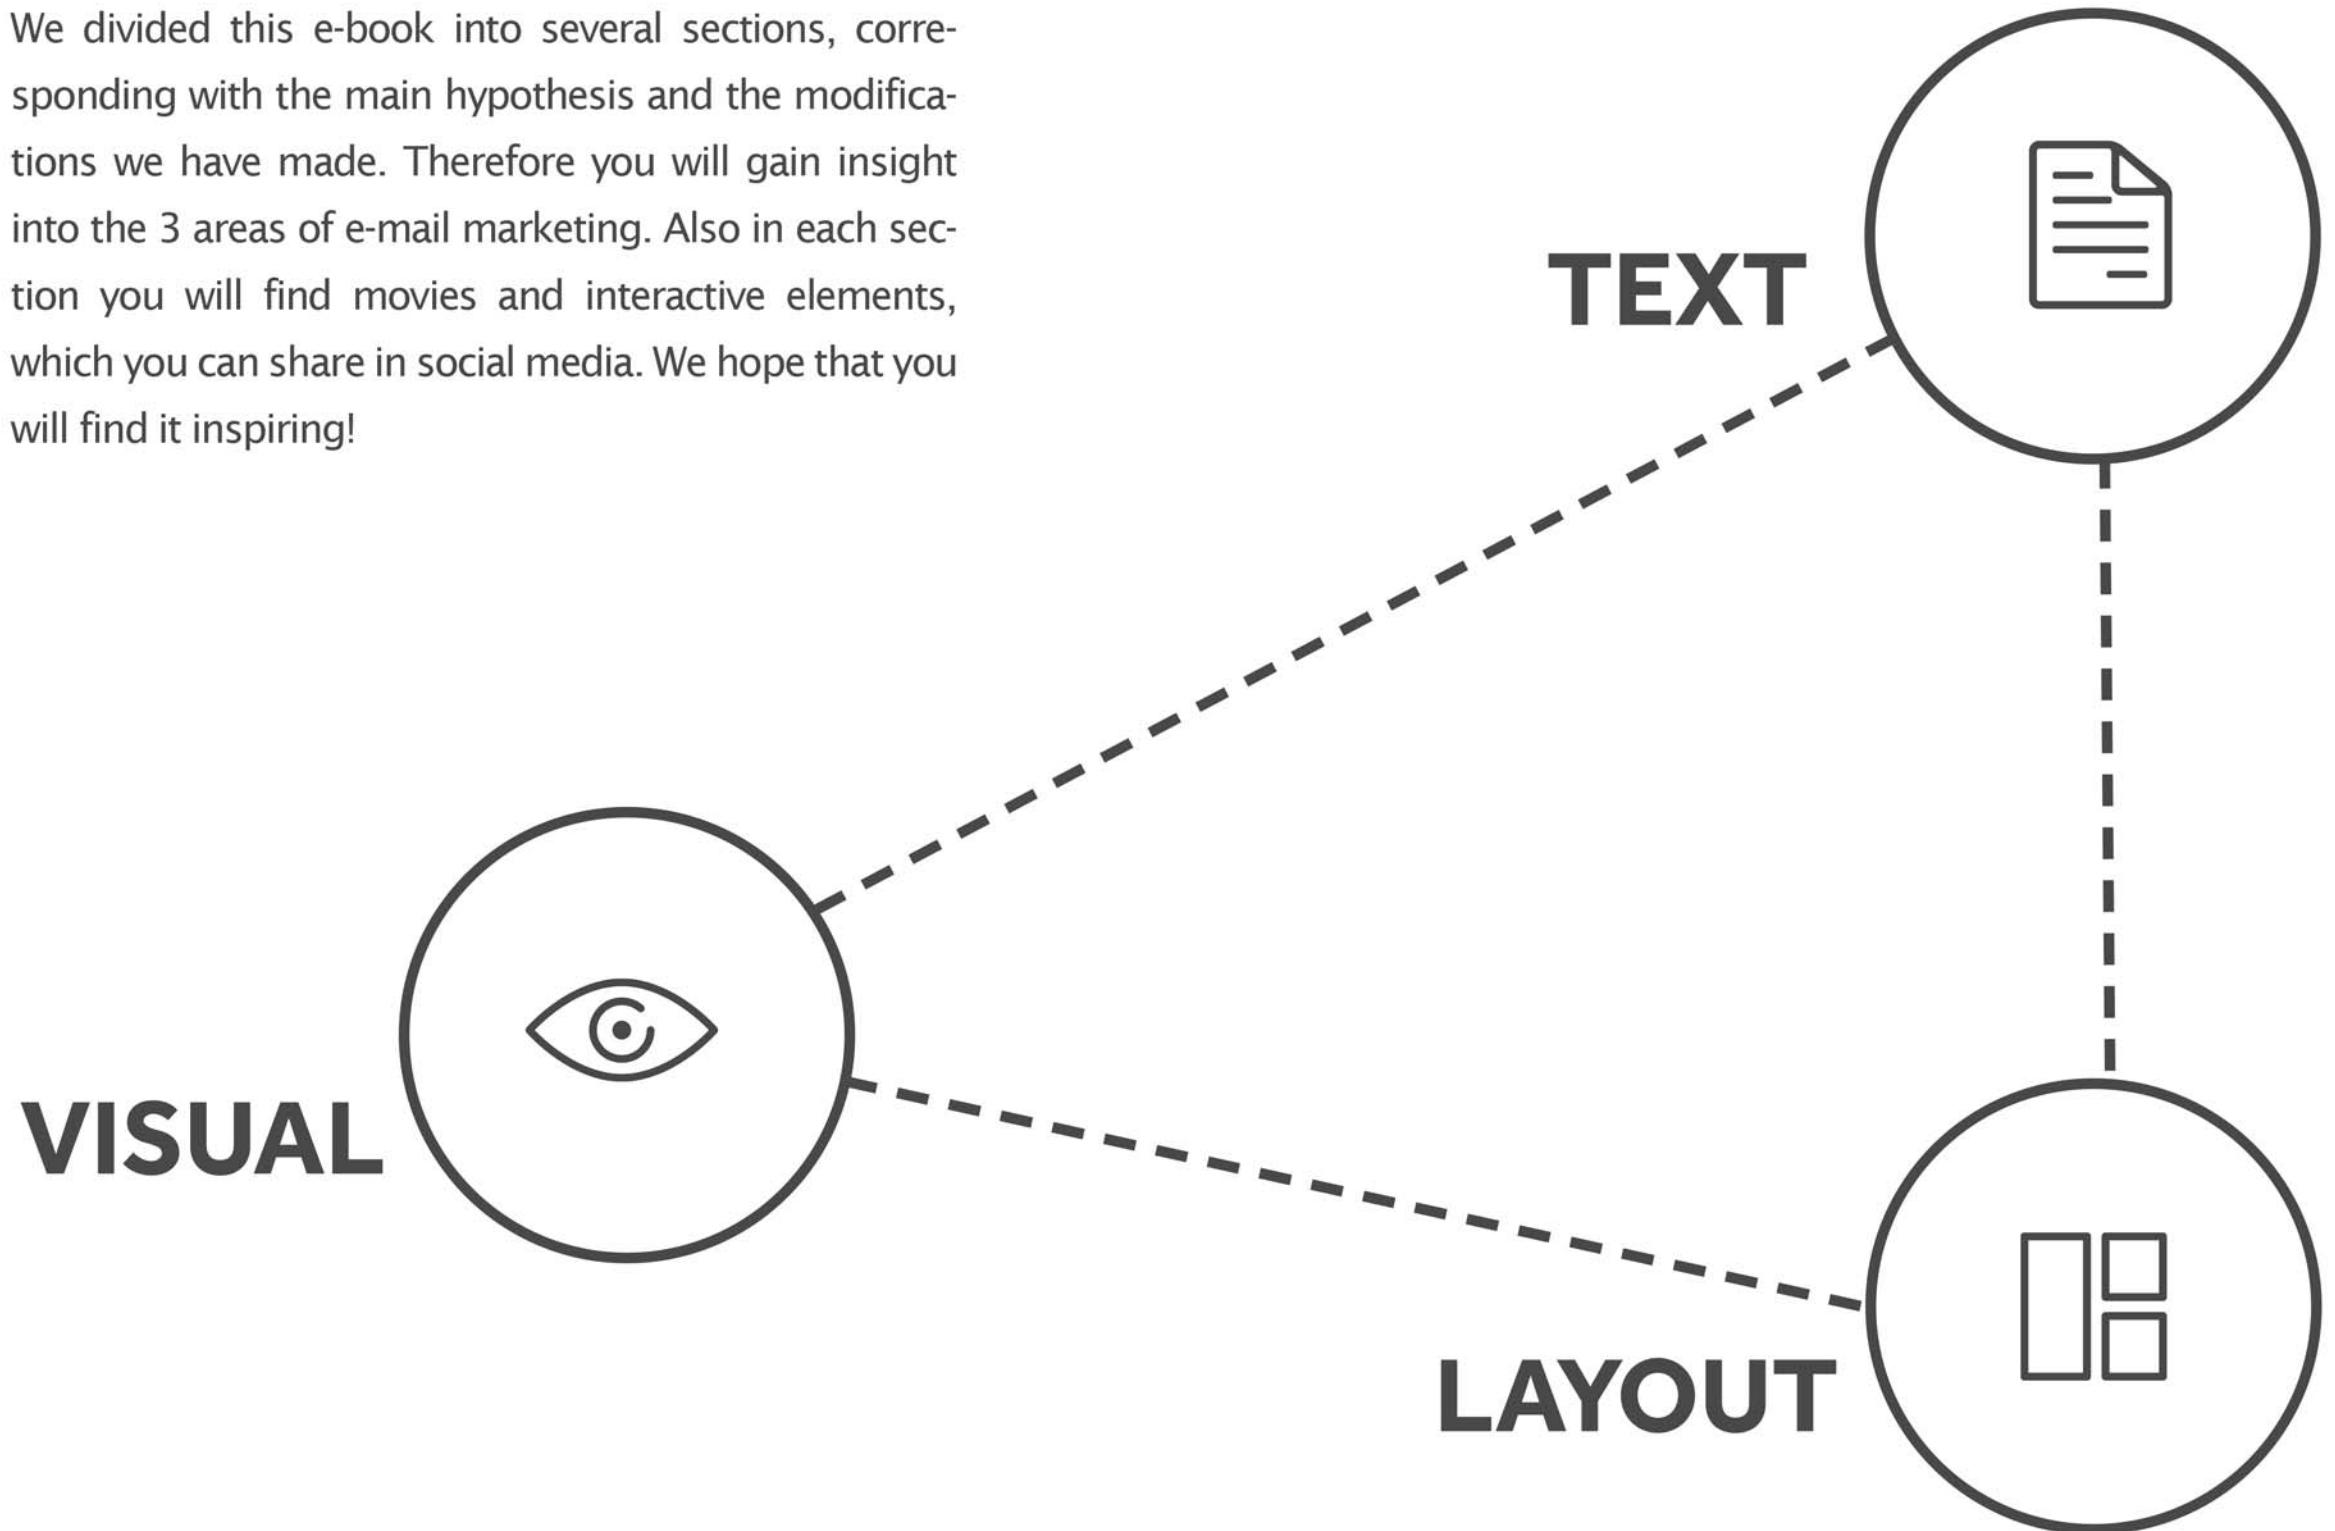 We divided this e-book into several sections, corre-
sponding with the main hypothesis and the modifica-
tions we have made. Therefore you will gain insight
into the 3 areas of e-mail marketing. Also in each sec-
tion you will find movies and interactive elements,
which you can share in social media. We hope that you
will find it inspiring!
TEXT
VISUAL
LAYOUT